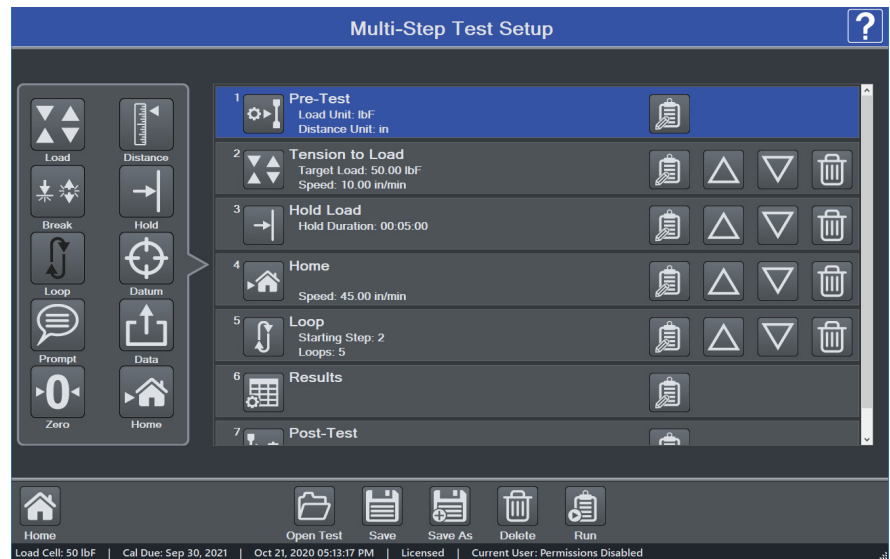 Multi-Step Test Setup
?
Load
Distance
Break
Hold
Loop
Datum
Prompt
Data
0
Zero
Home
1
Pre-Test
Load Unit: lbF
Distance Unit: in
2
Tension to Load
Target Load: 50.00 lbF
Speed: 10.00 in/min
3
Hold Load
Hold Duration: 00:05:00
4
Home
Speed: 45.00 in/min
5
Loop
Starting Step: 2
Loops: 5
6
Results
7
Post-Test
Home
Open Test
Save
Save As
Delete
Run
Load Cell: 50 lbF | Cal Due: Sep 30, 2021 | Oct 21, 2020 05:13:17 PM | Licensed | Current User: Permissions Disabled